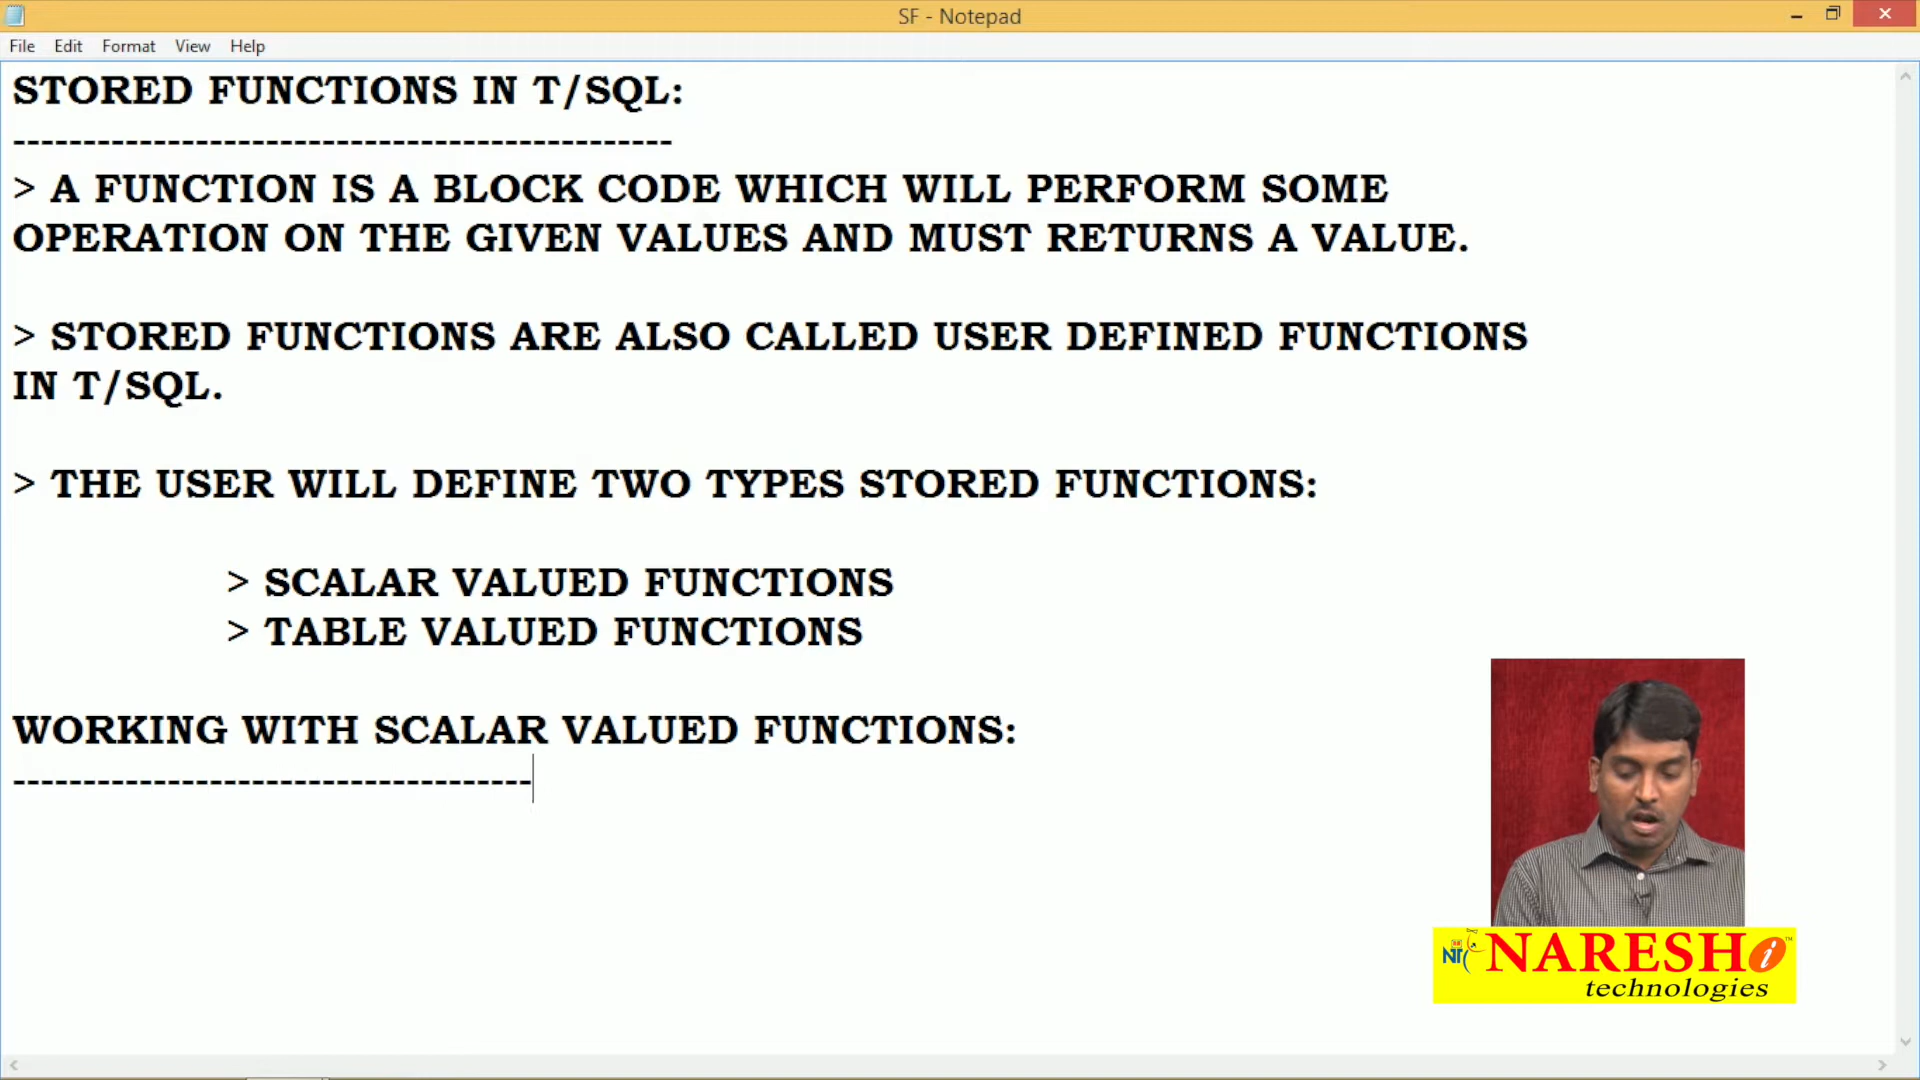 SF - Notepad
File Edit Format View Help
STORED FUNCTIONS IN T/SQL:
-----------------------------------------------
> A FUNCTION IS A BLOCK CODE WHICH WILL PERFORM SOME
OPERATION ON THE GIVEN VALUES AND MUST RETURNS A VALUE.
> STORED FUNCTIONS ARE ALSO CALLED USER DEFINED FUNCTIONS
IN T/SQL.
> THE USER WILL DEFINE TWO TYPES STORED FUNCTIONS:
> SCALAR VALUED FUNCTIONS
> TABLE VALUED FUNCTIONS
WORKING WITH SCALAR VALUED FUNCTIONS:
-------------------------------------
NT NARESH i ™
technologies